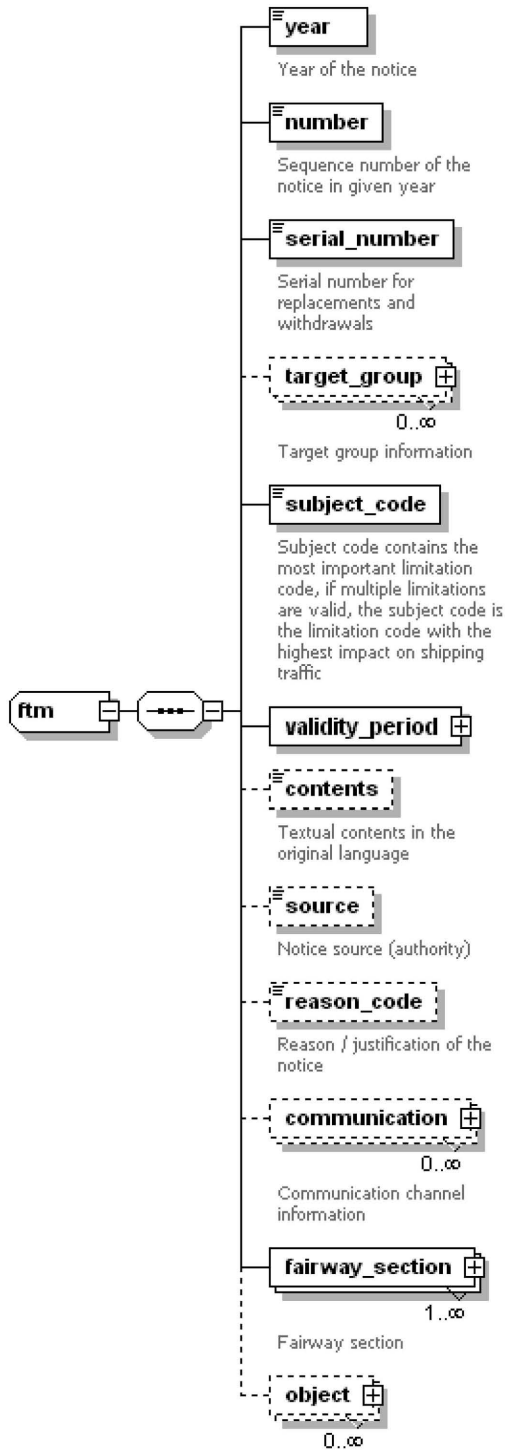 year
Year of the notice
number
Sequence number of the
notice in given year
serial_number
Serial number for
replacements and
withdrawals
target_group
0..∞
Target group information
subject_code
Subject code contains the
most important limitation
code, if multiple limitations
are valid, the subject code is
the limitation code with the
highest impact on shipping
traffic
ftm
validity_period
contents
Textual contents in the
original language
source
Notice source (authority)
reason_code
Reason / justification of the
notice
communication
0..∞
Communication channel
information
fairway_section
1..∞
Fairway section
object
0..∞